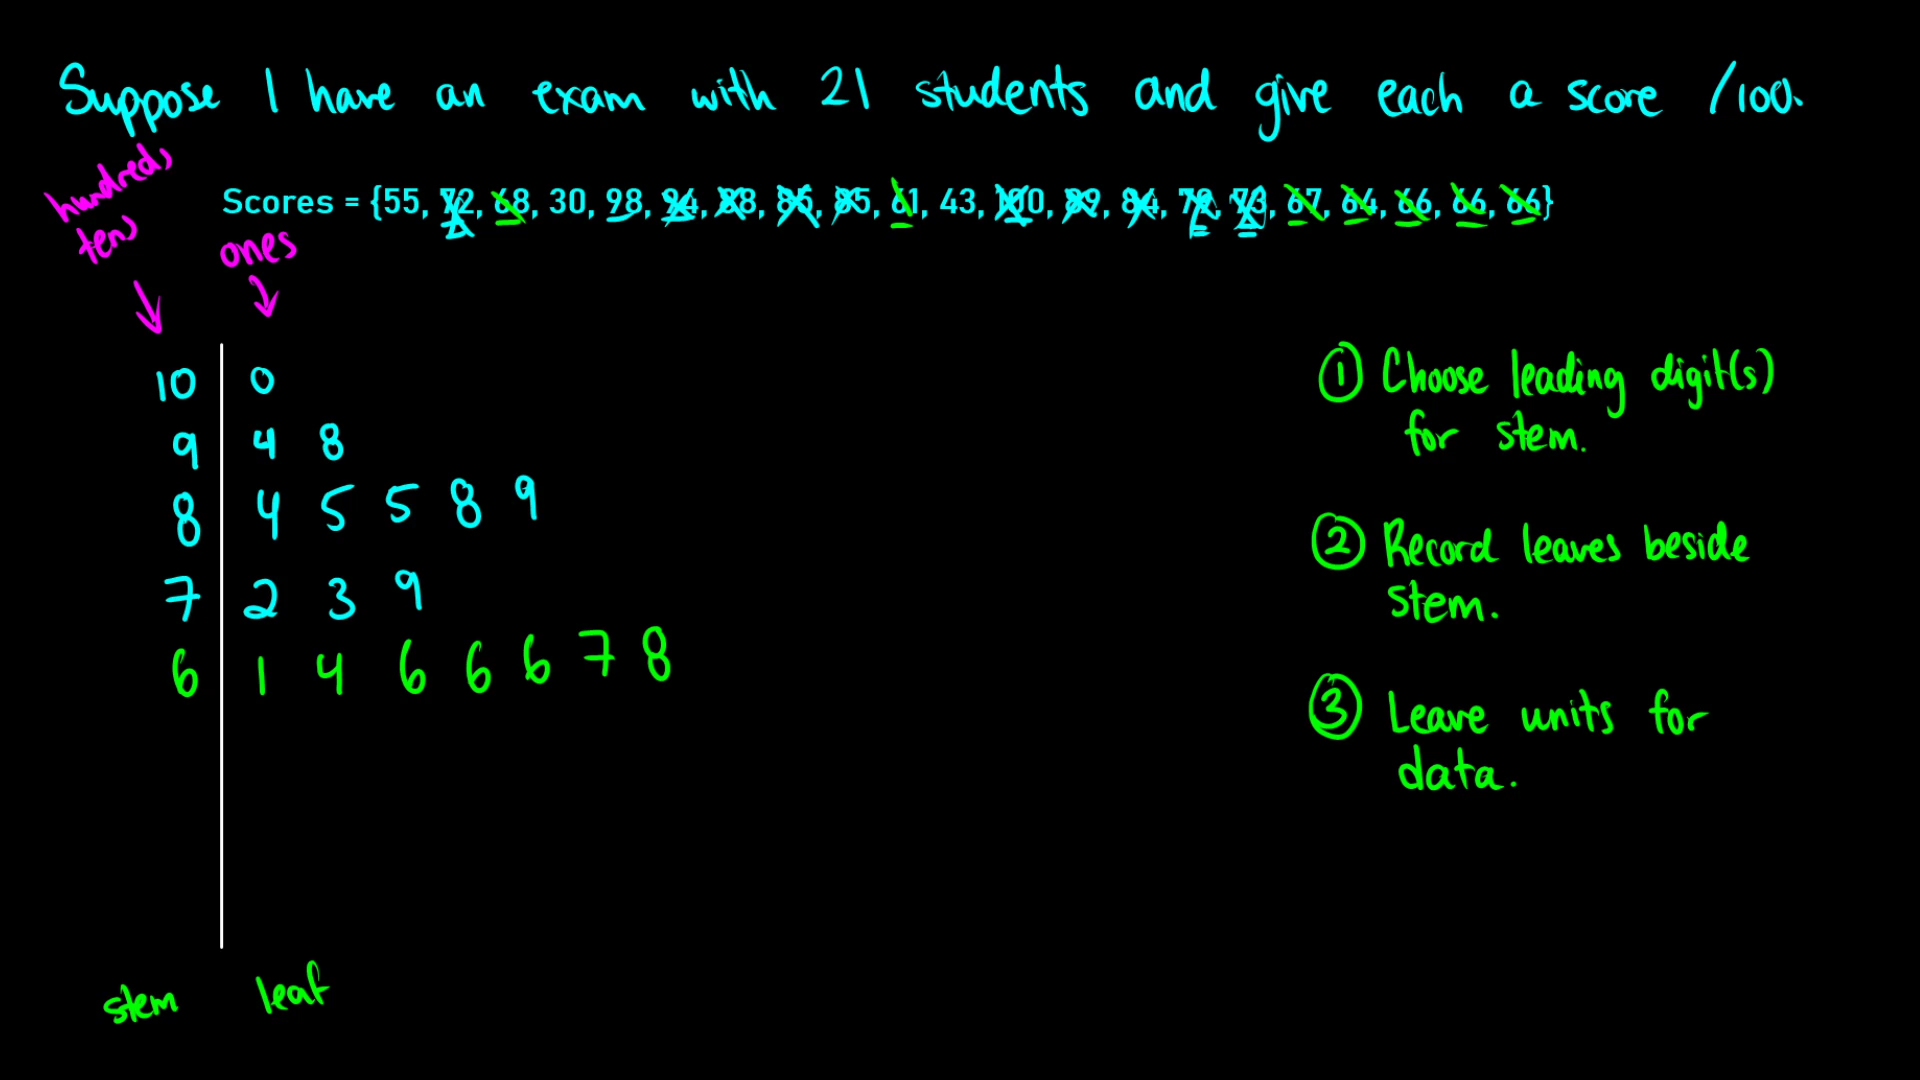 Suppose I have an exam with 21 students and give each a score /100.
hundreds
tens
Scores = {55, 72, 68, 30, 98, 94, 88, 85, 85, 61, 43, 100, 89, 84, 79, 73, 67, 64, 66, 66, 66}
ones
10 0
9 4 8
8 4 5 5 8 9
7 2 3 9
6 1 4 6 6 6 7 8
① Choose leading digit(s)
for stem.
② Record leaves beside
stem.
③ Leave units for
data.
stem leaf